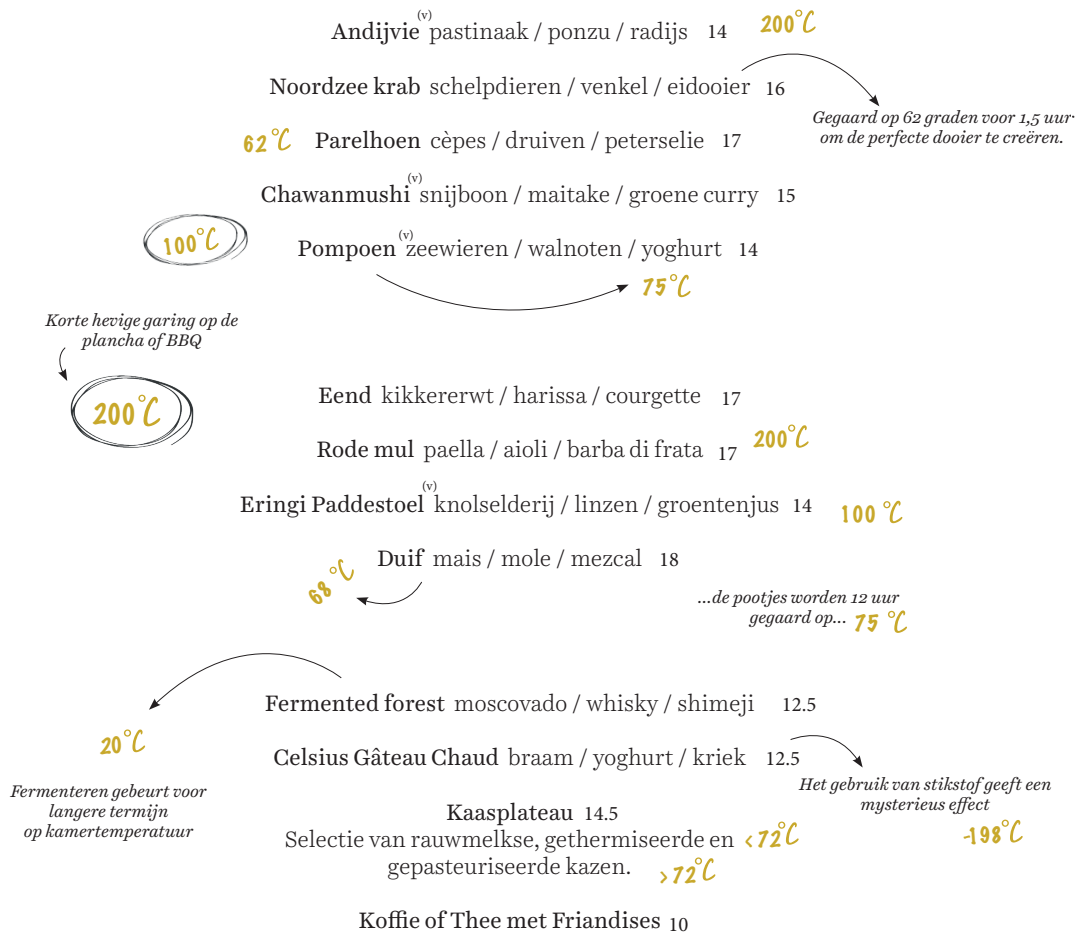 Andijvie (v) pastinaak / ponzu / radijs 14 200°C
Noordzee krab schelpdieren / venkel / eidooier 16
Gegaard op 62 graden voor 1,5 uur
om de perfecte dooier te creëren.
62°C Parelhoen cèpes / druiven / peterselie 17
Chawanmushi (v) snijboon / maitake / groene curry 15
100°C
Pompoen (v) zeewieren / walnoten / yoghurt 14
75°C
Korte hevige garing op de
plancha of BBQ
200°C
Eend kikkererwt / harissa / courgette 17
Rode mul paella / aioli / barba di frata 17 200°C
Eringi Paddestoel (v) knolselderij / linzen / groentenjus 14 100°C
Duif mais / mole / mezcal 18
68°C
...de pootjes worden 12 uur
gegaard op... 75°C
Fermented forest moscovado / whisky / shimeji 12.5
20°C
Fermenteren gebeurt voor
langere termijn
op kamertemperatuur
Celsius Gâteau Chaud braam / yoghurt / kriek 12.5
Het gebruik van stikstof geeft een
mysterieus effect
-198°C
Kaasplateau 14.5
Selectie van rauwmelkse, gethermiseerde en <72°C
gepasteuriseerde kazen. >72°C
Koffie of Thee met Friandises 10